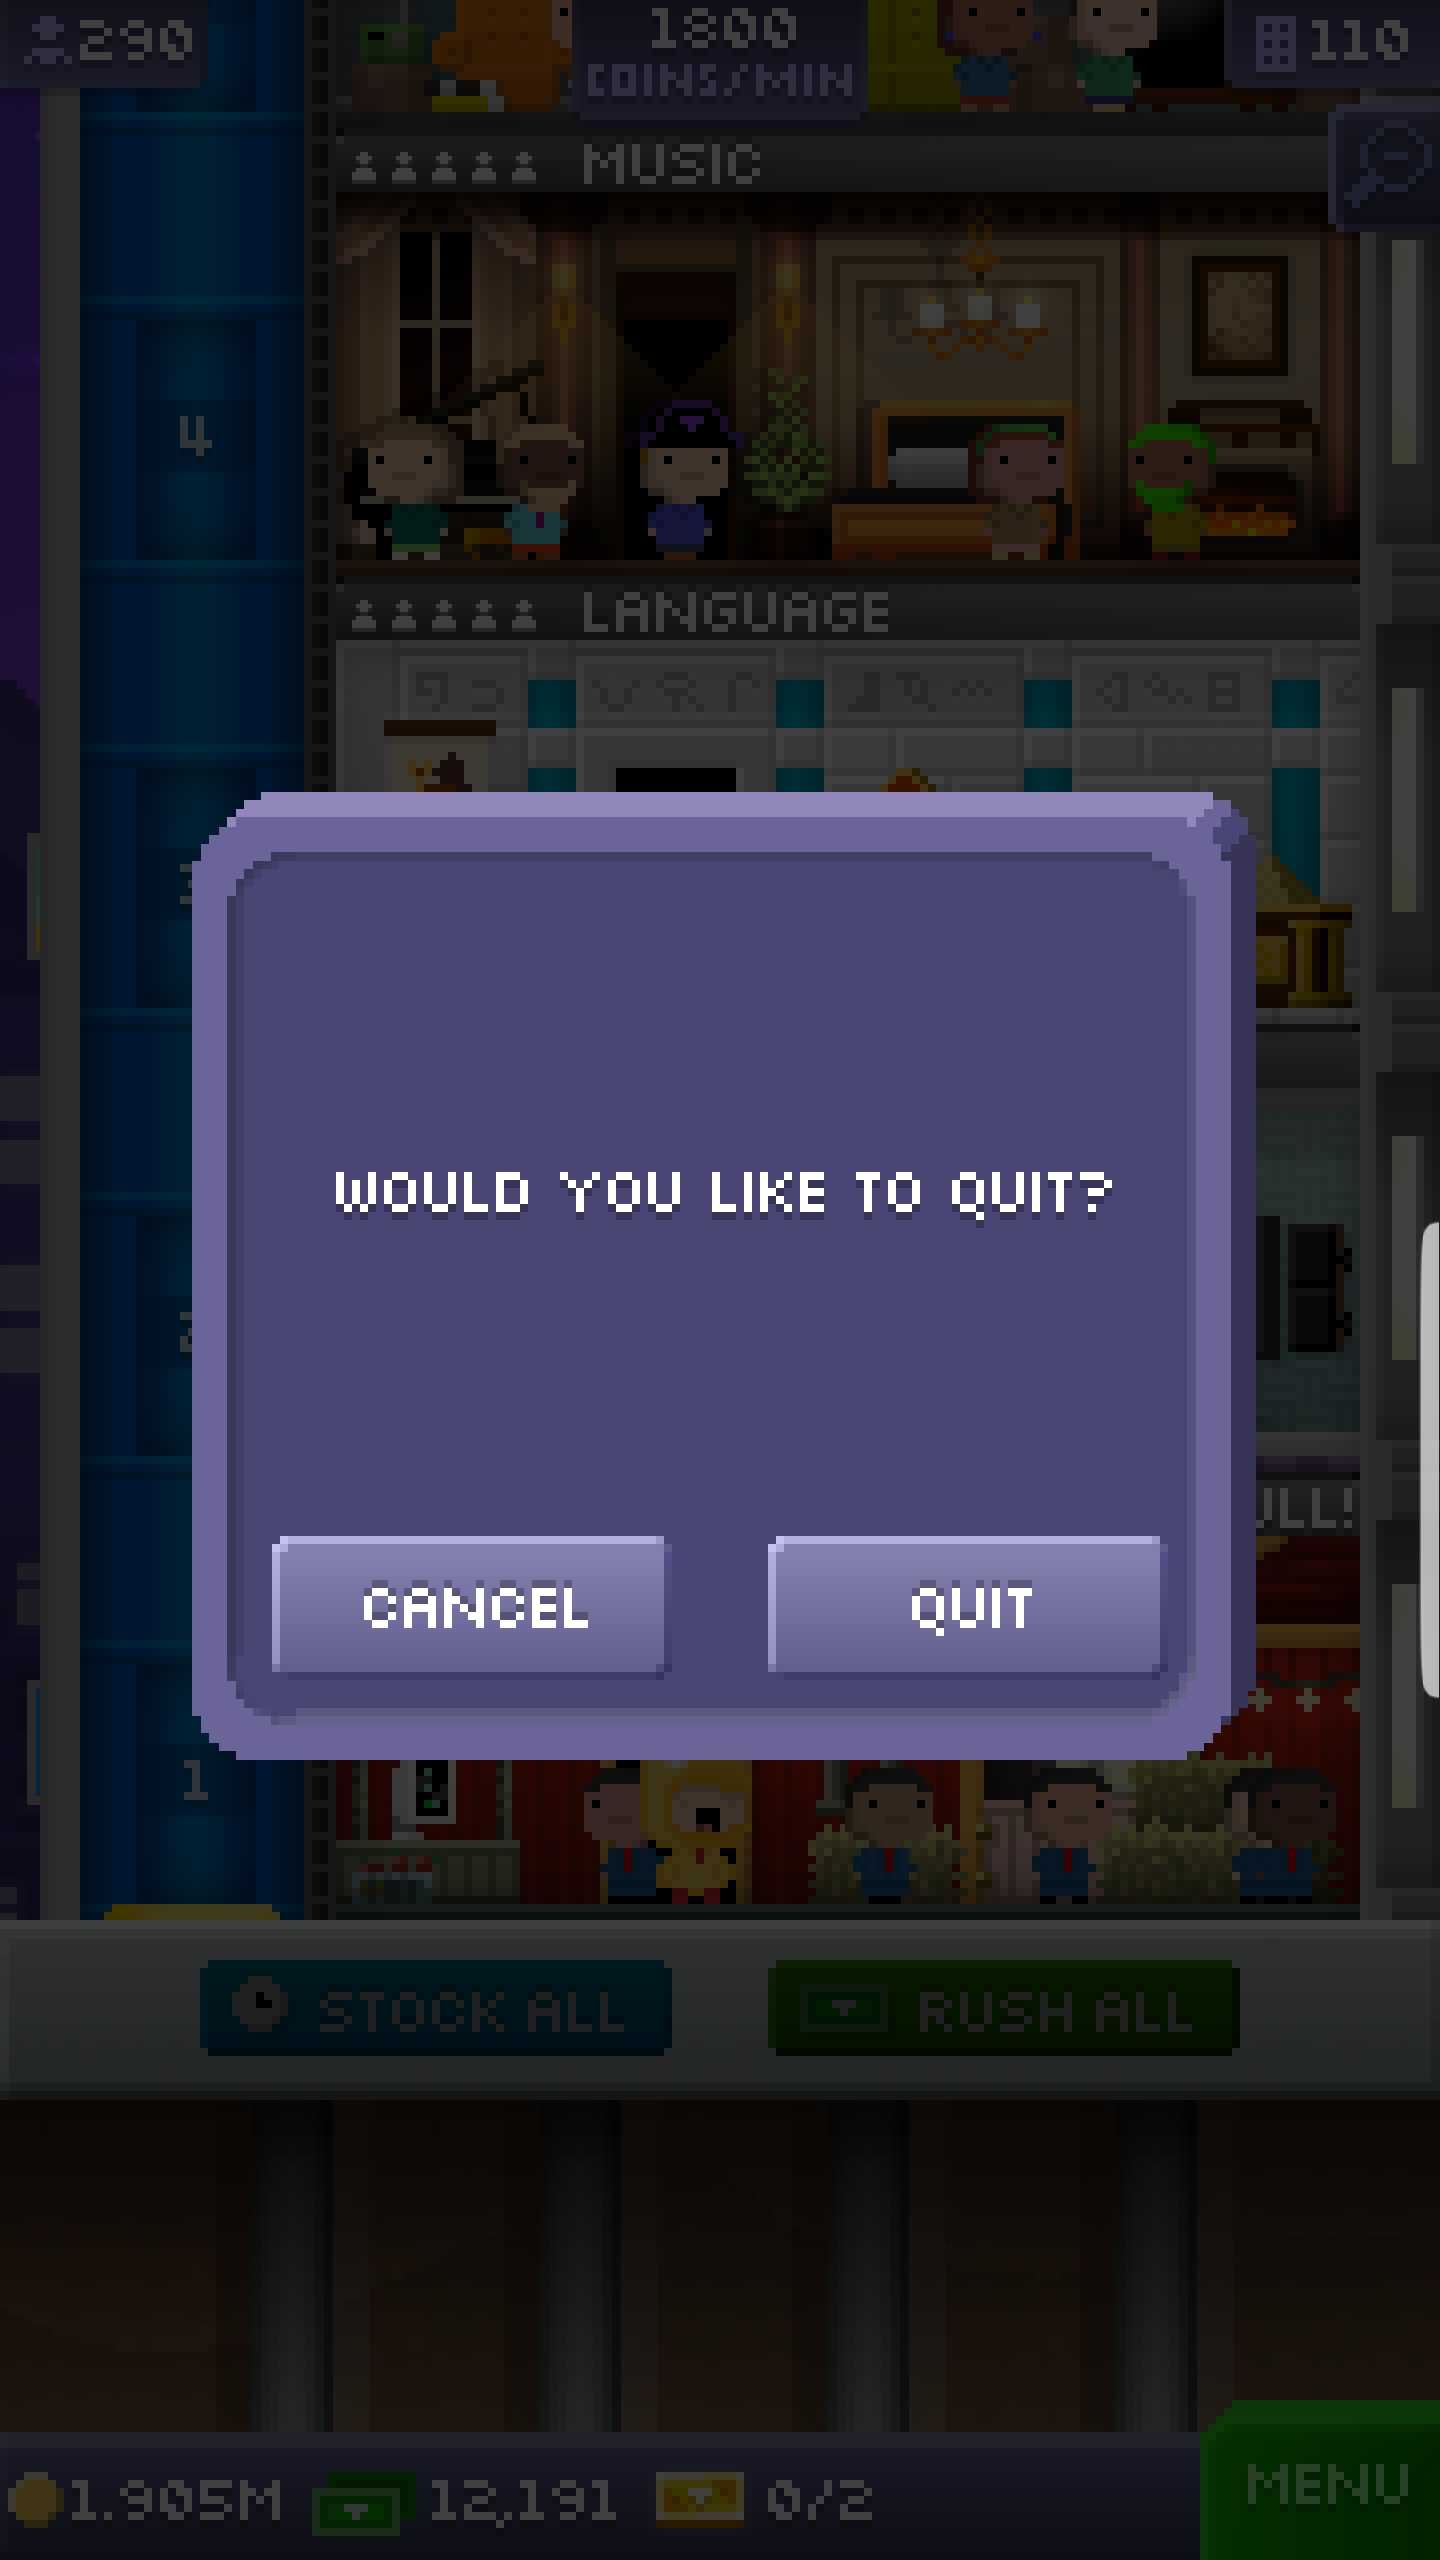 290
1800
COINS/MIN
110
MUSIC
4
LANGUAGE
WOULD YOU LIKE TO QUIT?
CANCEL
QUIT
1
STOCK ALL
RUSH ALL
1.905M
12,191
0/2
MENU